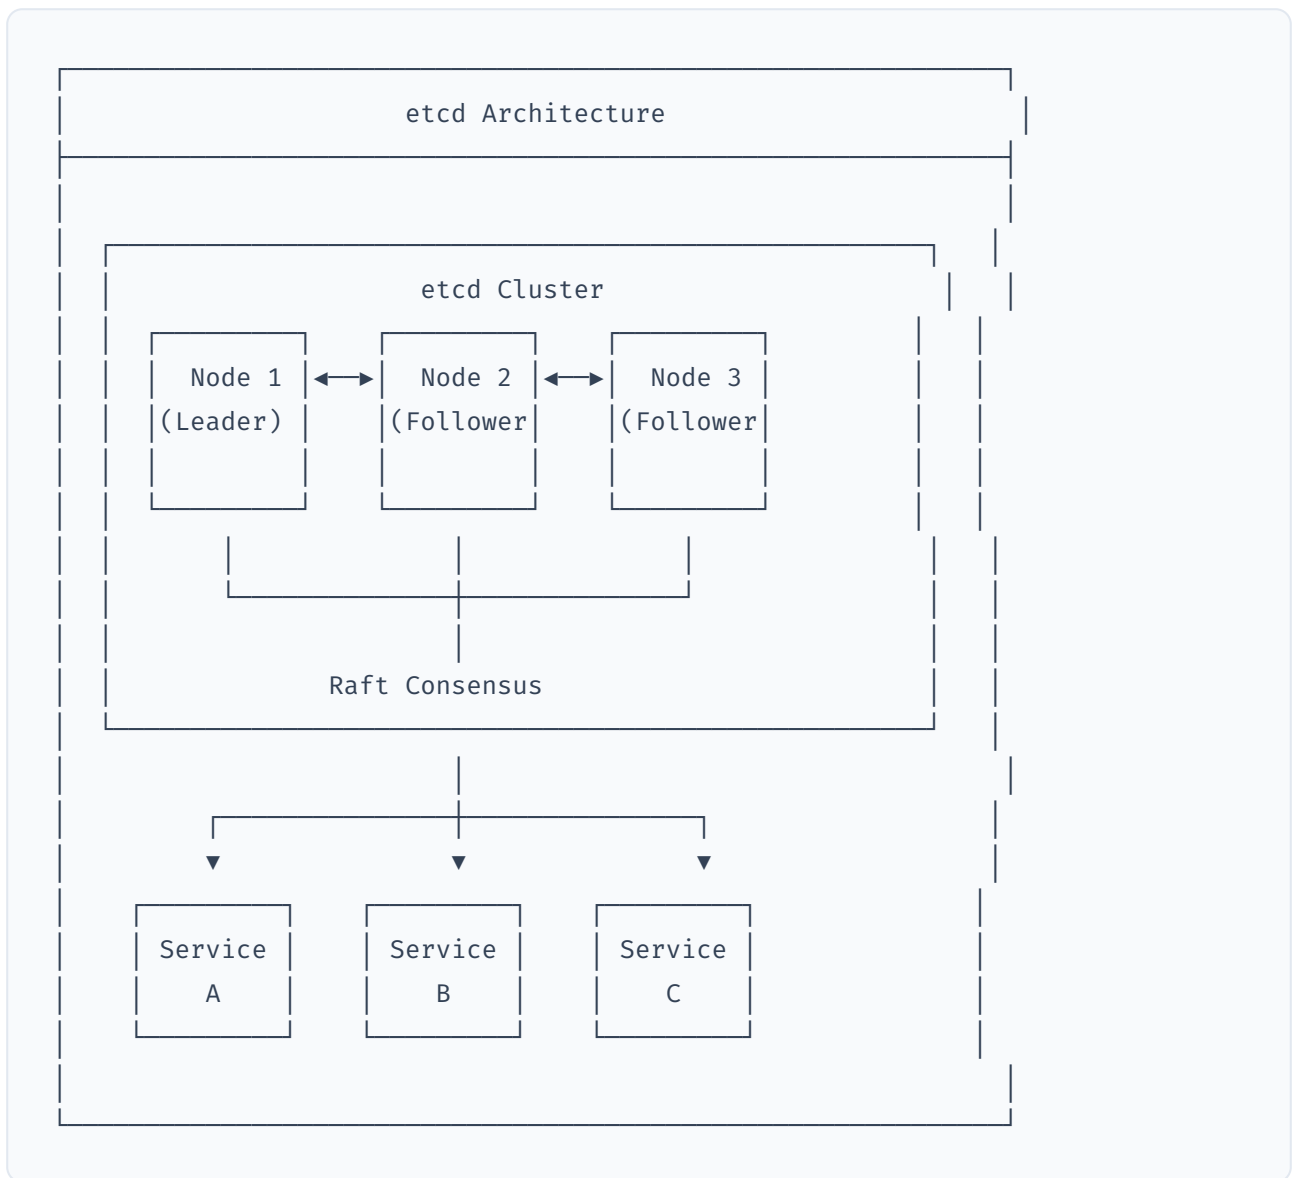 etcd Architecture
etcd Cluster
Node 1 Node 2 Node 3
(Leader) (Follower (Follower
Raft Consensus
Service Service Service
A B C